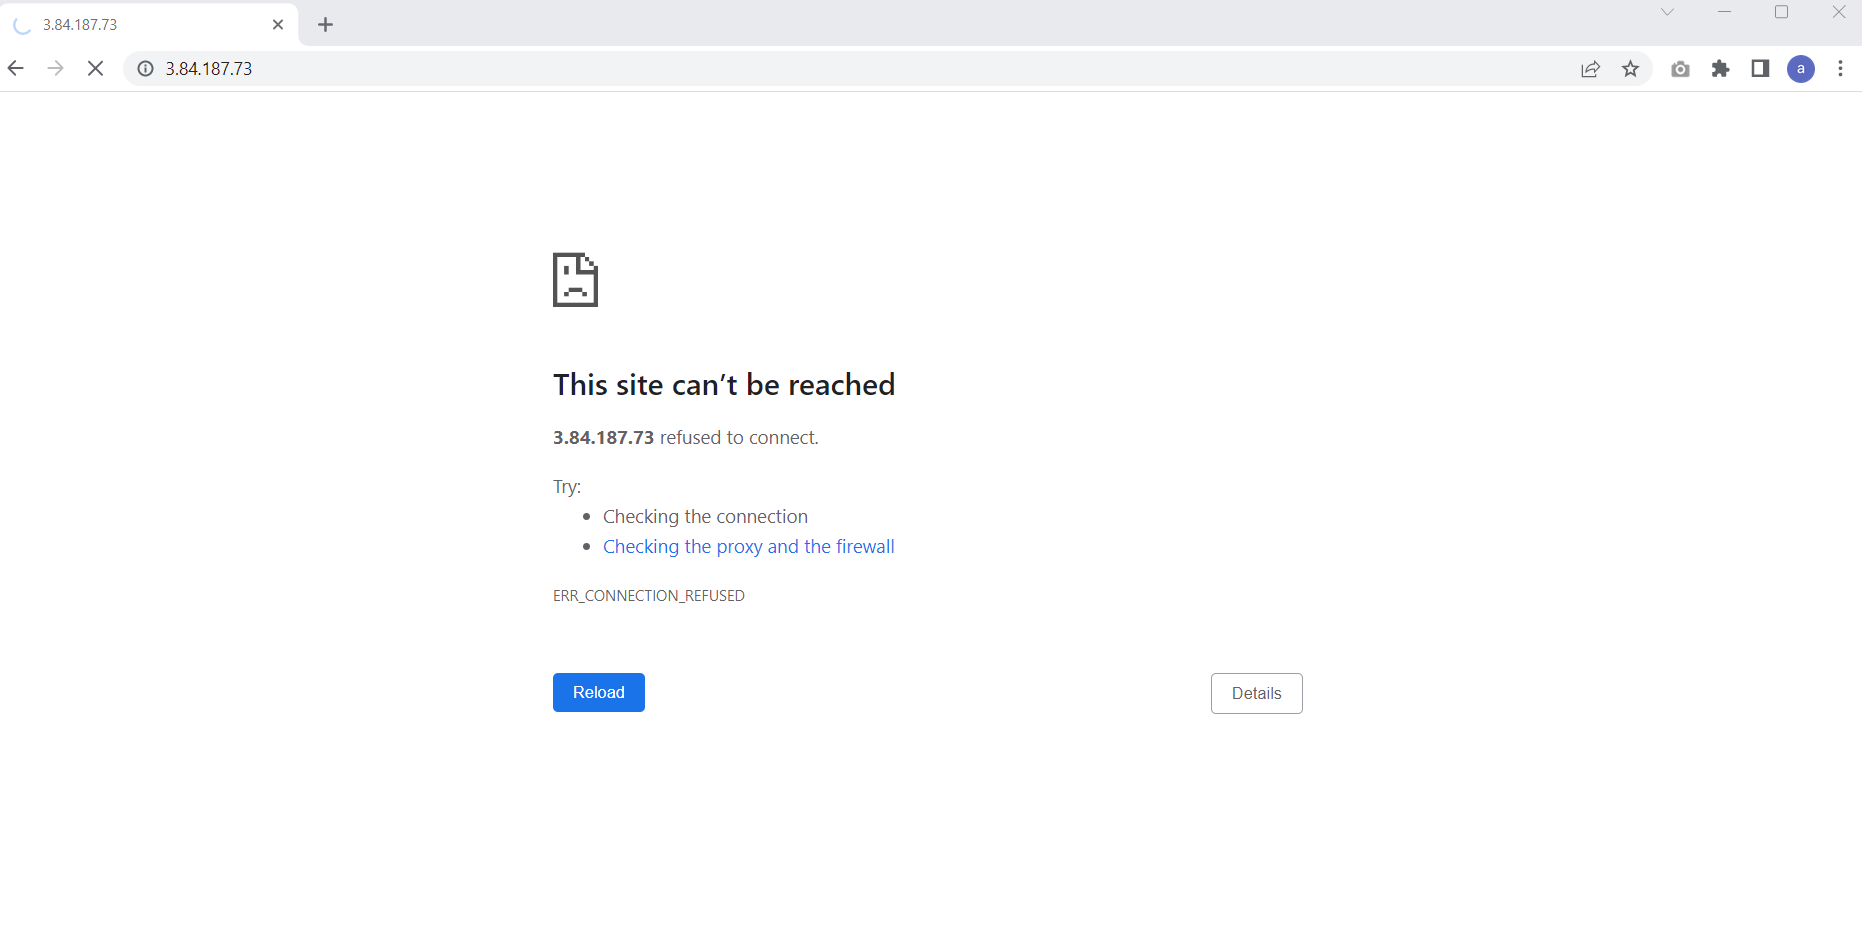 3.84.187.73
3.84.187.73
a
This site can’t be reached
3.84.187.73 refused to connect.
Try:
• Checking the connection
• Checking the proxy and the firewall
ERR_CONNECTION_REFUSED
Reload
Details